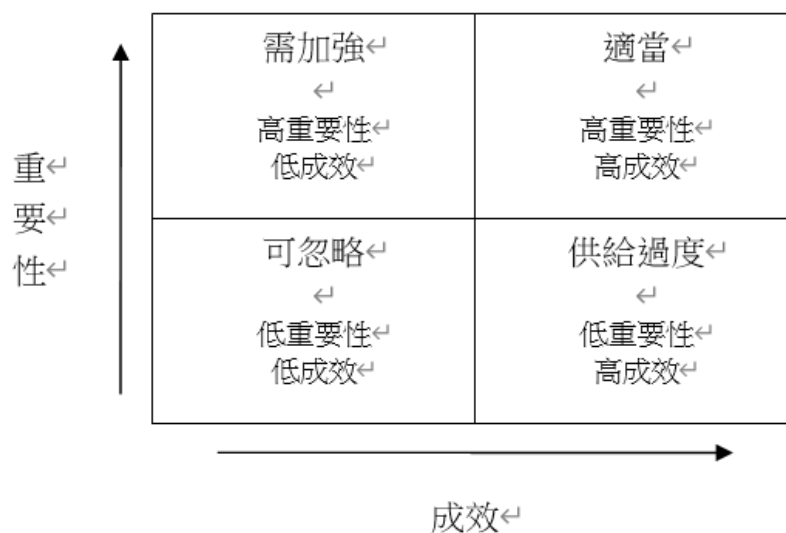 需加強
高重要性
低成效
適當
高重要性
高成效
重
要
性
可忽略
低重要性
低成效
供給過度
低重要性
高成效
成效